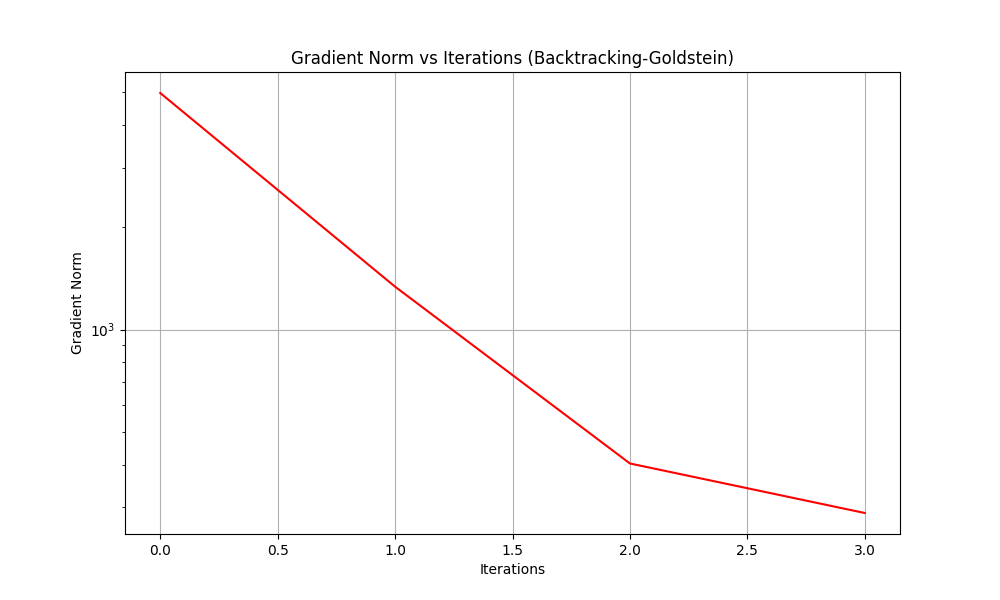 Gradient Norm vs Iterations (Backtracking-Goldstein)
Gradient Norm
10³
0.0 0.5 1.0 1.5 2.0 2.5 3.0
Iterations